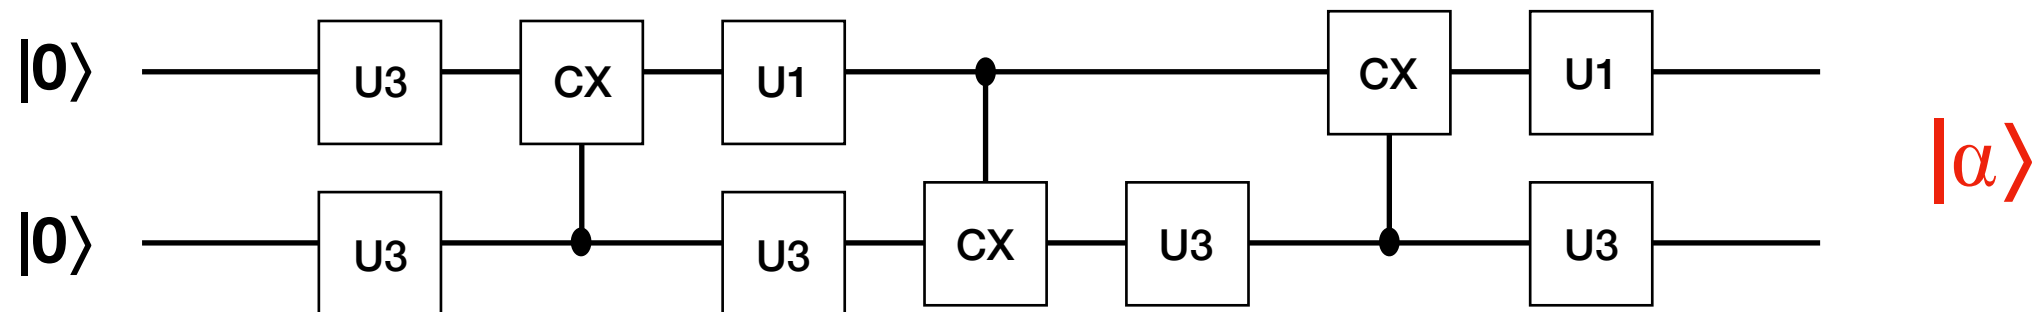 |0⟩ U3 CX U1 CX U1
|0⟩ U3 U3 CX U3 U3
|α⟩